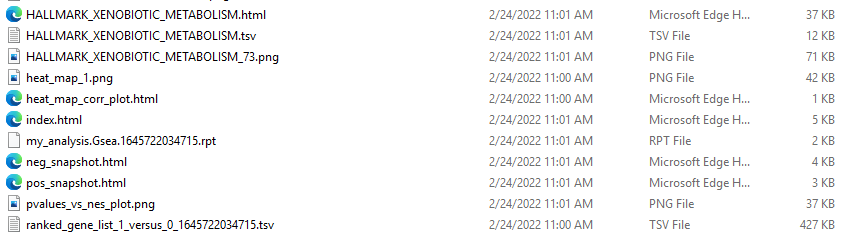 HALLMARK_XENOBIOTIC_METABOLISM.html 2/24/2022 11:01 AM Microsoft Edge H... 37 KB
HALLMARK_XENOBIOTIC_METABOLISM.tsv 2/24/2022 11:01 AM TSV File 12 KB
HALLMARK_XENOBIOTIC_METABOLISM_73.png 2/24/2022 11:01 AM PNG File 71 KB
heat_map_1.png 2/24/2022 11:00 AM PNG File 42 KB
heat_map_corr_plot.html 2/24/2022 11:00 AM Microsoft Edge H... 1 KB
index.html 2/24/2022 11:01 AM Microsoft Edge H... 5 KB
my_analysis.Gsea.1645722034715.rpt 2/24/2022 11:01 AM RPT File 2 KB
neg_snapshot.html 2/24/2022 11:01 AM Microsoft Edge H... 4 KB
pos_snapshot.html 2/24/2022 11:01 AM Microsoft Edge H... 3 KB
pvalues_vs_nes_plot.png 2/24/2022 11:01 AM PNG File 37 KB
ranked_gene_list_1_versus_0_1645722034715.tsv 2/24/2022 11:00 AM TSV File 427 KB